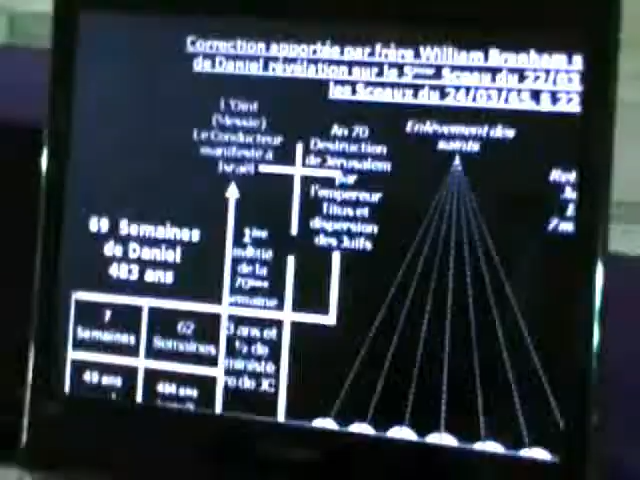 Correction apportée par frère William Branham
de Daniel révélation sur le 5ème Sceau du 22/03
les Sceaux du 24/03/63, §.22
L'Oint
(Messie)
Le Conducteur
manifesté à
Israël
An 70
Destruction
de Jerusalem
par
l'empereur
Titus et
dispersion
des Juifs
Enlèvement des
saints
69 Semaines
de Daniel
483 ans
1ère
moitié
de la
70ème
semaine
7
Semaines
62
Semaines
3 ans et
½ de
ministè
re de JC
49 ans
434 ans